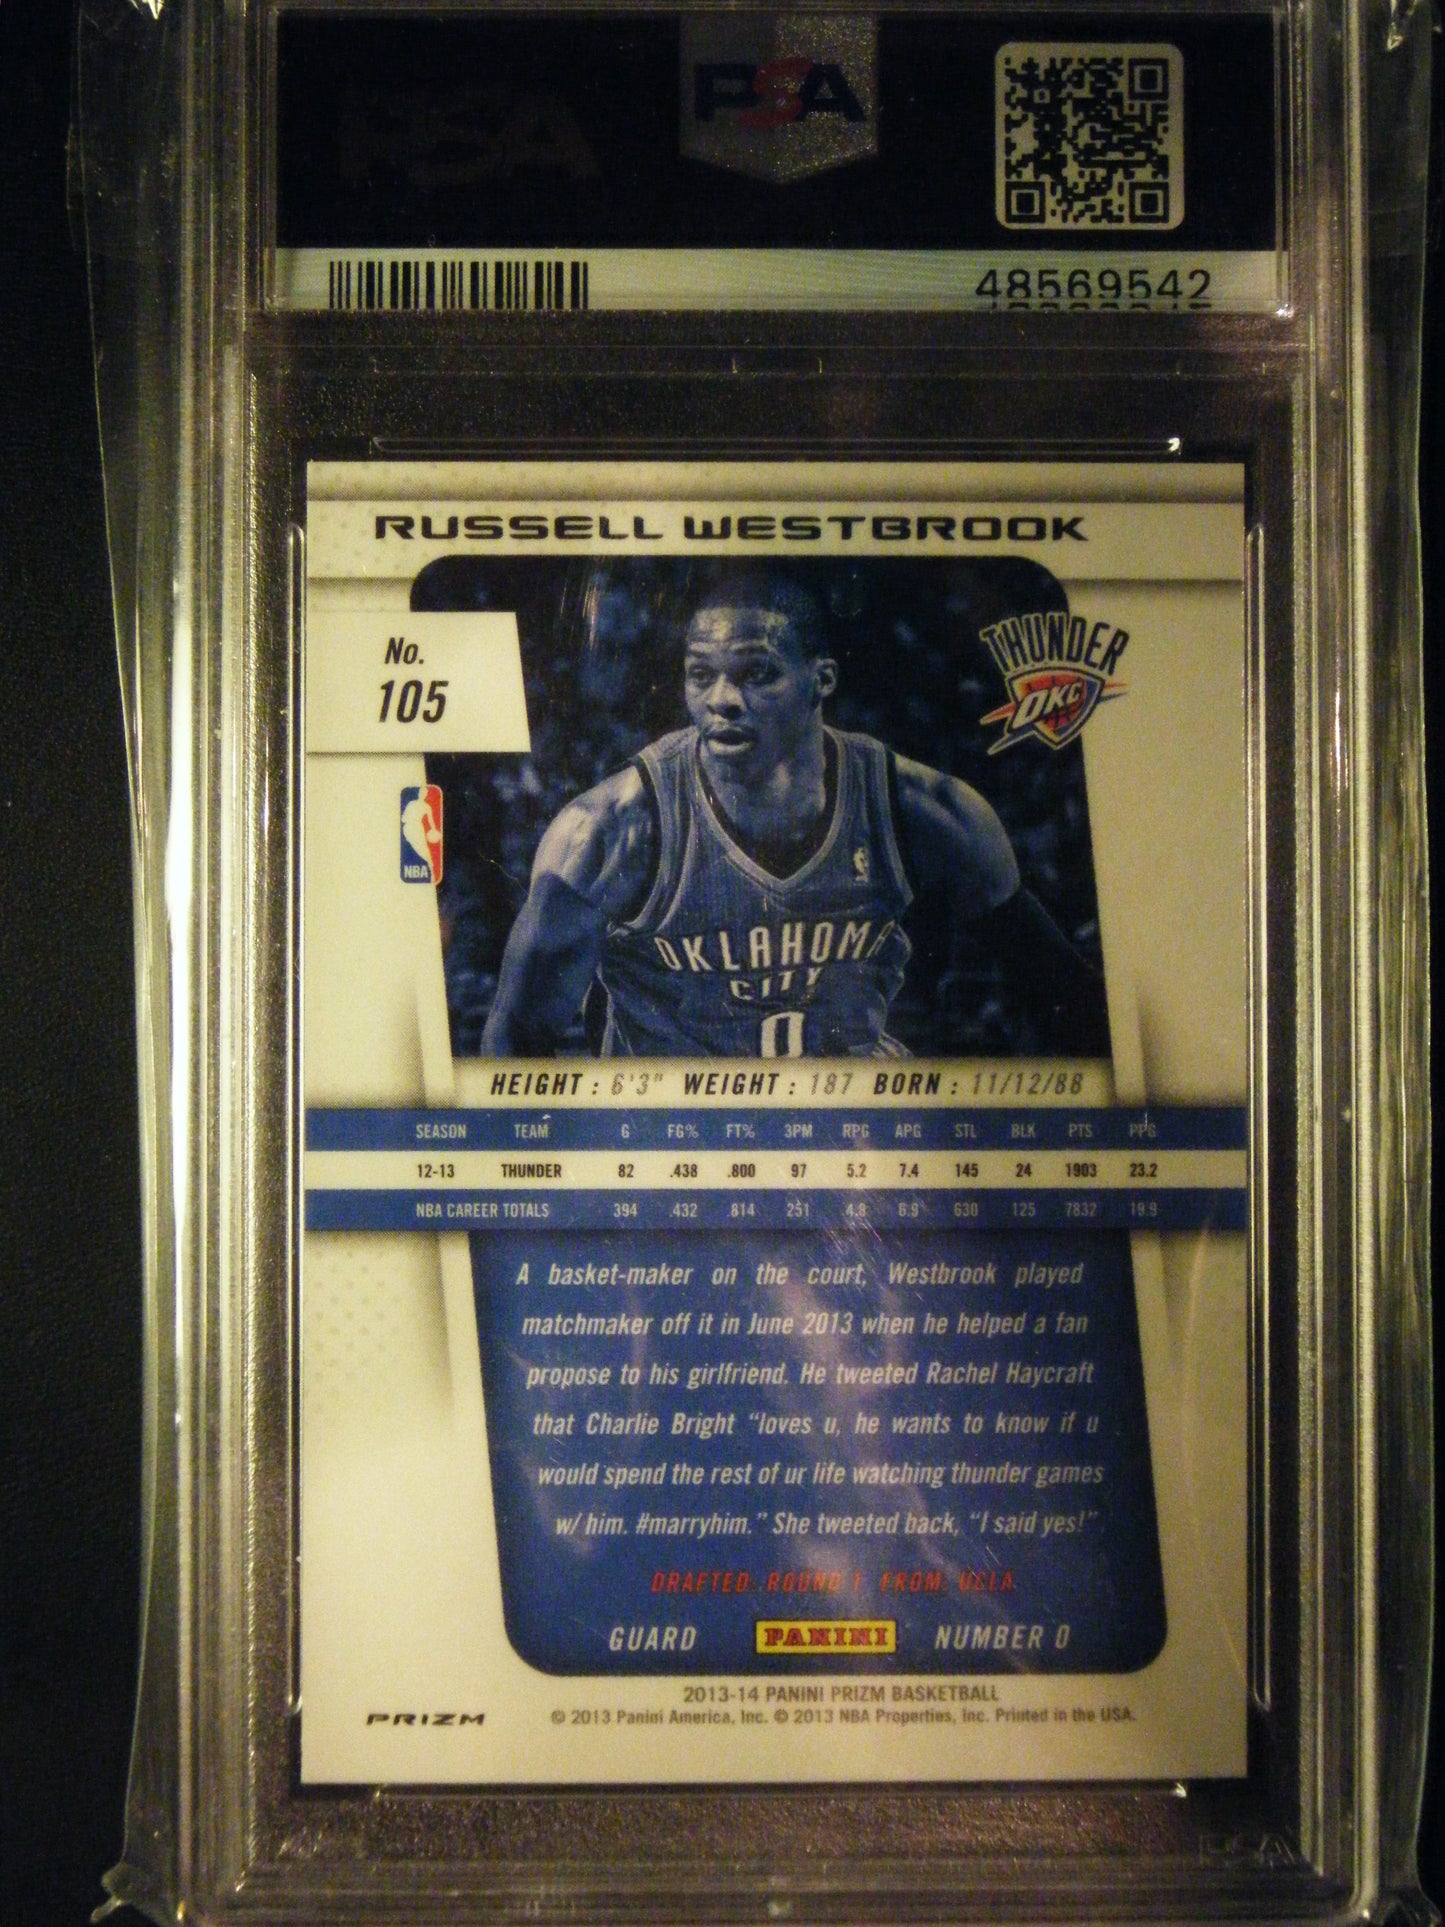 PSA
48569542
RUSSELL WESTBROOK
No.
105
THUNDER
OKC
NBA
OKLAHOMA
CITY
0
HEIGHT : 6'3" WEIGHT : 187 BORN : 11/12/88
SEASON TEAM G FG% FT% 3PM RPG APG STL BLK PTS PPG
12-13 THUNDER 82 .438 .800 97 5.2 7.4 145 24 1903 23.2
NBA CAREER TOTALS 394 .432 .814 251 4.8 6.9 630 125 7832 19.9
A basket-maker on the court, Westbrook played
matchmaker off it in June 2013 when he helped a fan
propose to his girlfriend. He tweeted Rachel Haycraft
that Charlie Bright "loves u, he wants to know if u
would spend the rest of ur life watching thunder games
w/ him. #marryhim." She tweeted back, "I said yes!"
DRAFTED: ROUND 1 FROM: UCLA
GUARD PANINI NUMBER 0
2013-14 PANINI PRIZM BASKETBALL
PRIZM © 2013 Panini America, Inc. © 2013 NBA Properties, Inc. Printed in the USA.
PSA